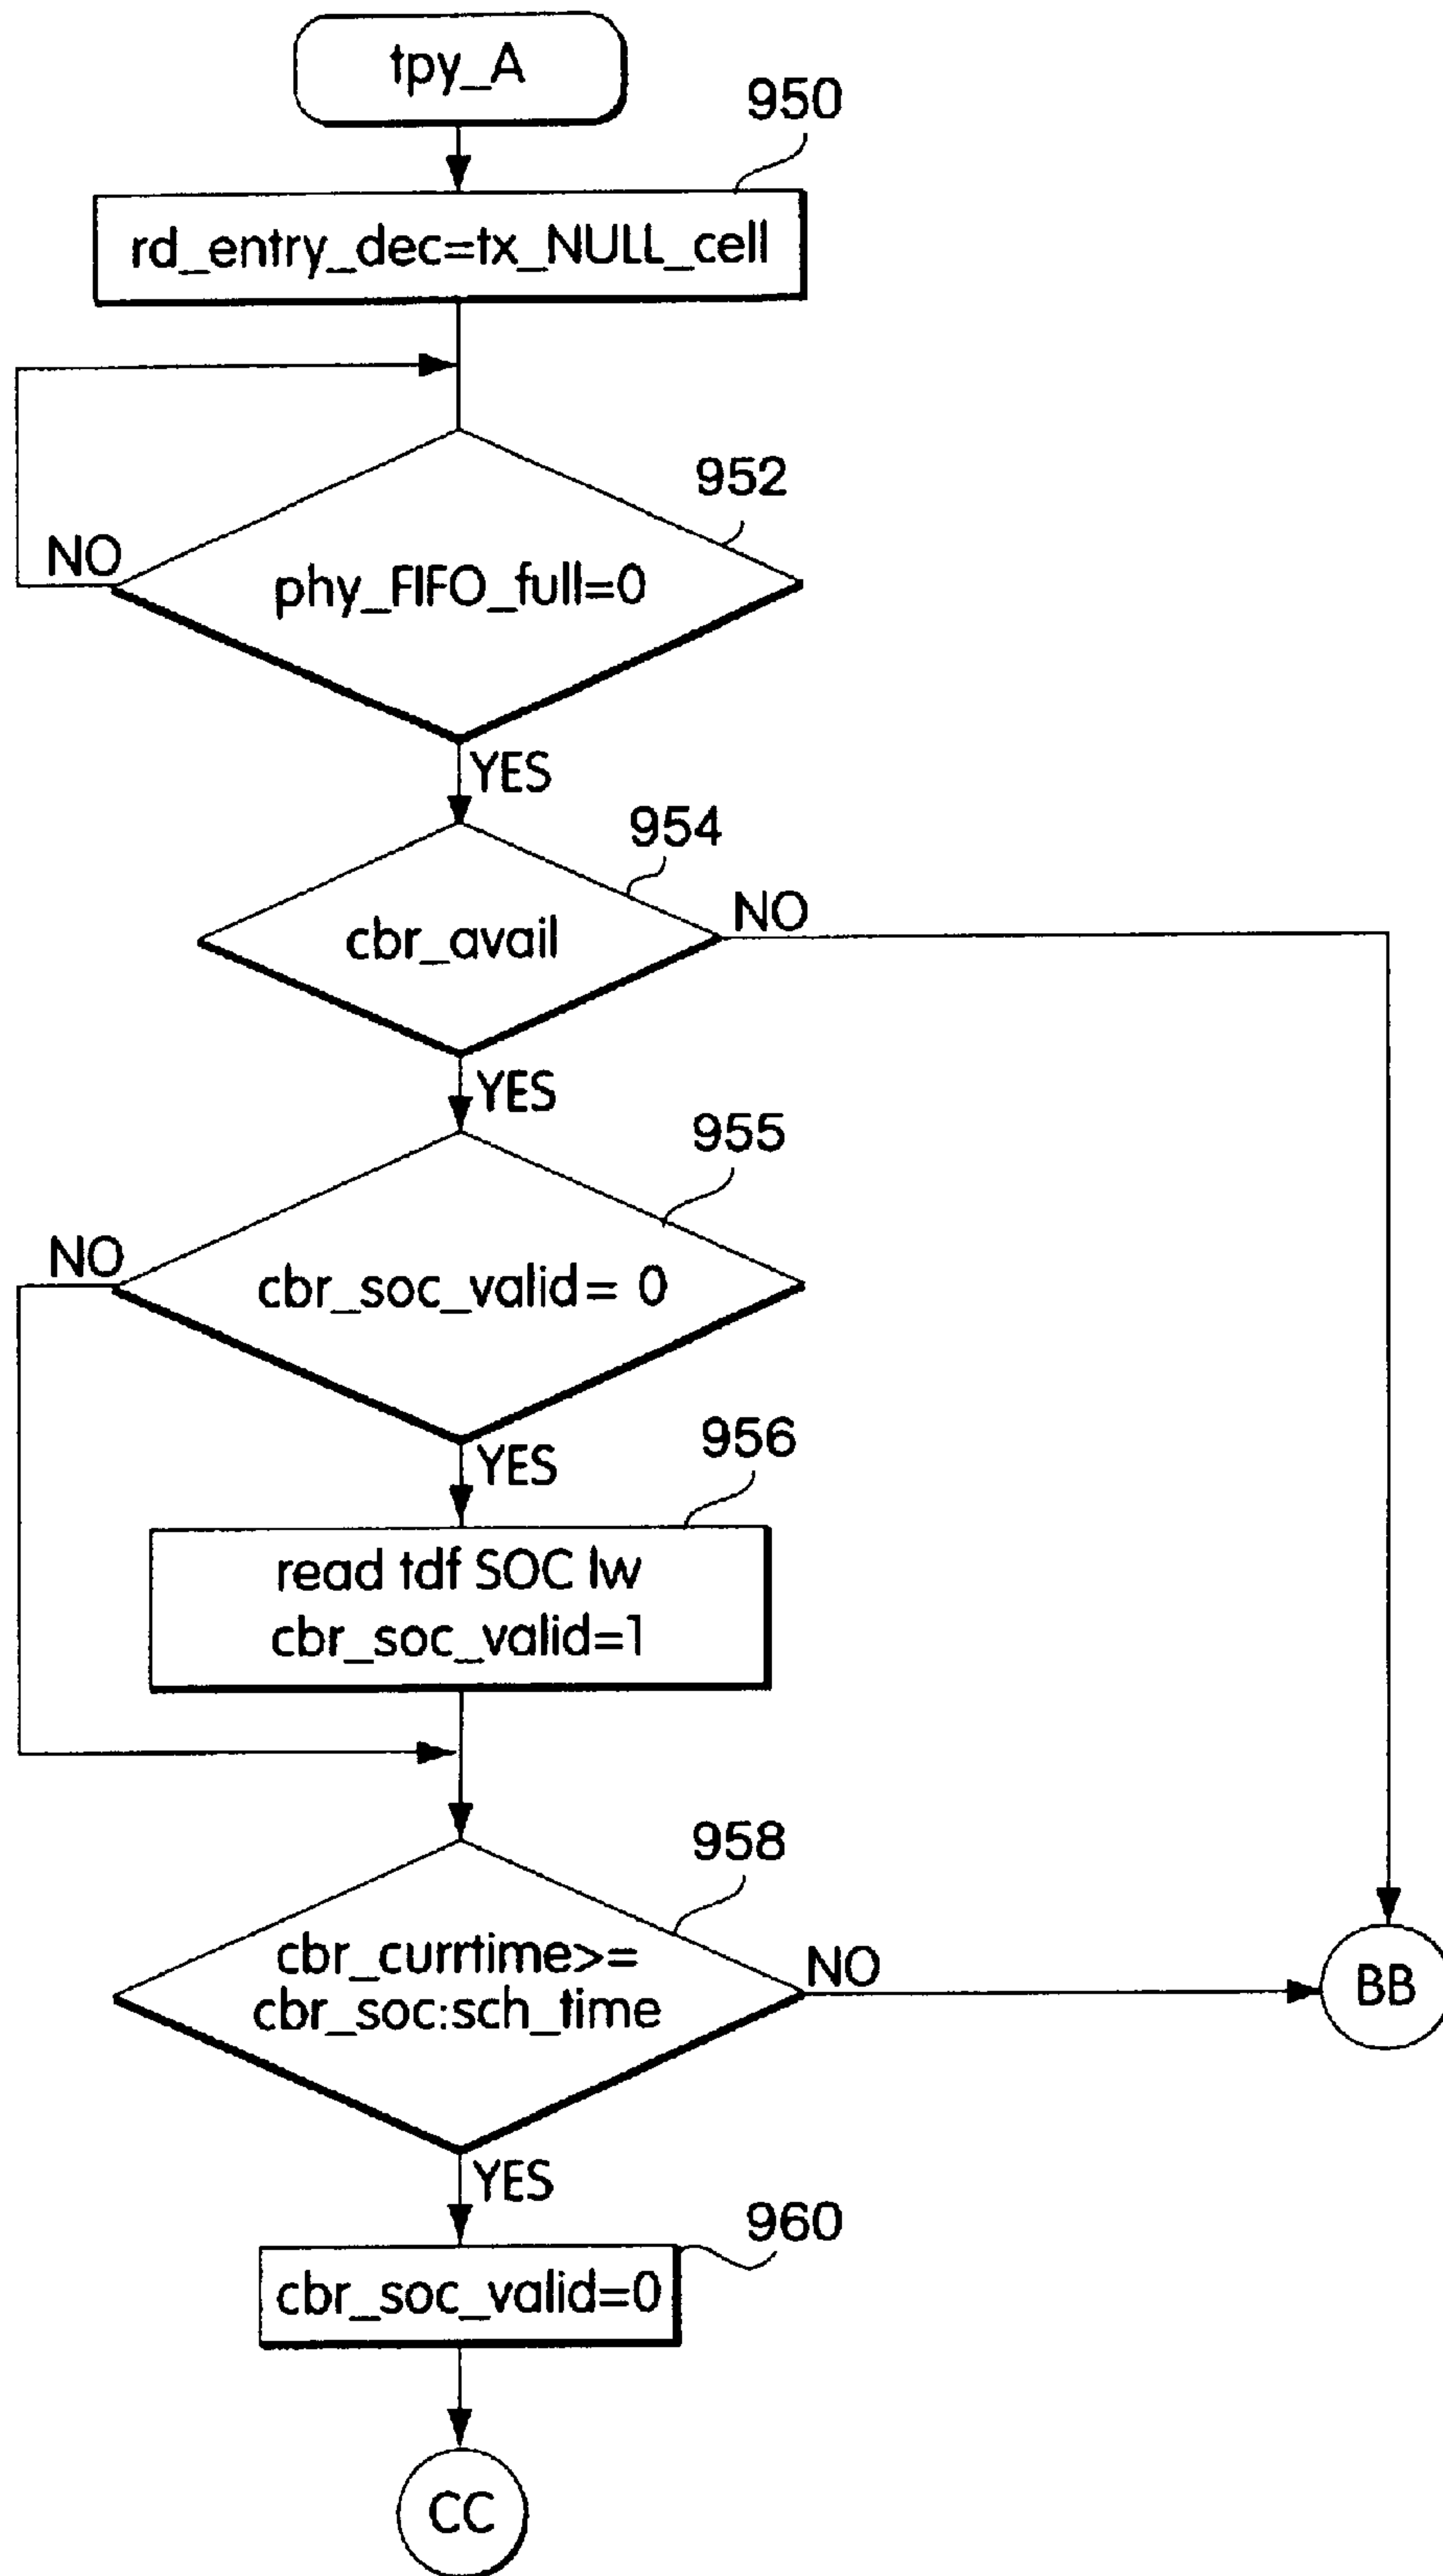 tpy_A
950
rd_entry_dec=tx_NULL_cell
952
NO
phy_FIFO_full=0
YES
954
NO
cbr_avail
YES
955
NO
cbr_soc_valid= 0
YES
956
read tdf SOC lw
cbr_soc_valid=1
958
cbr_currtime>=
cbr_soc:sch_time
NO
BB
YES
960
cbr_soc_valid=0
CC